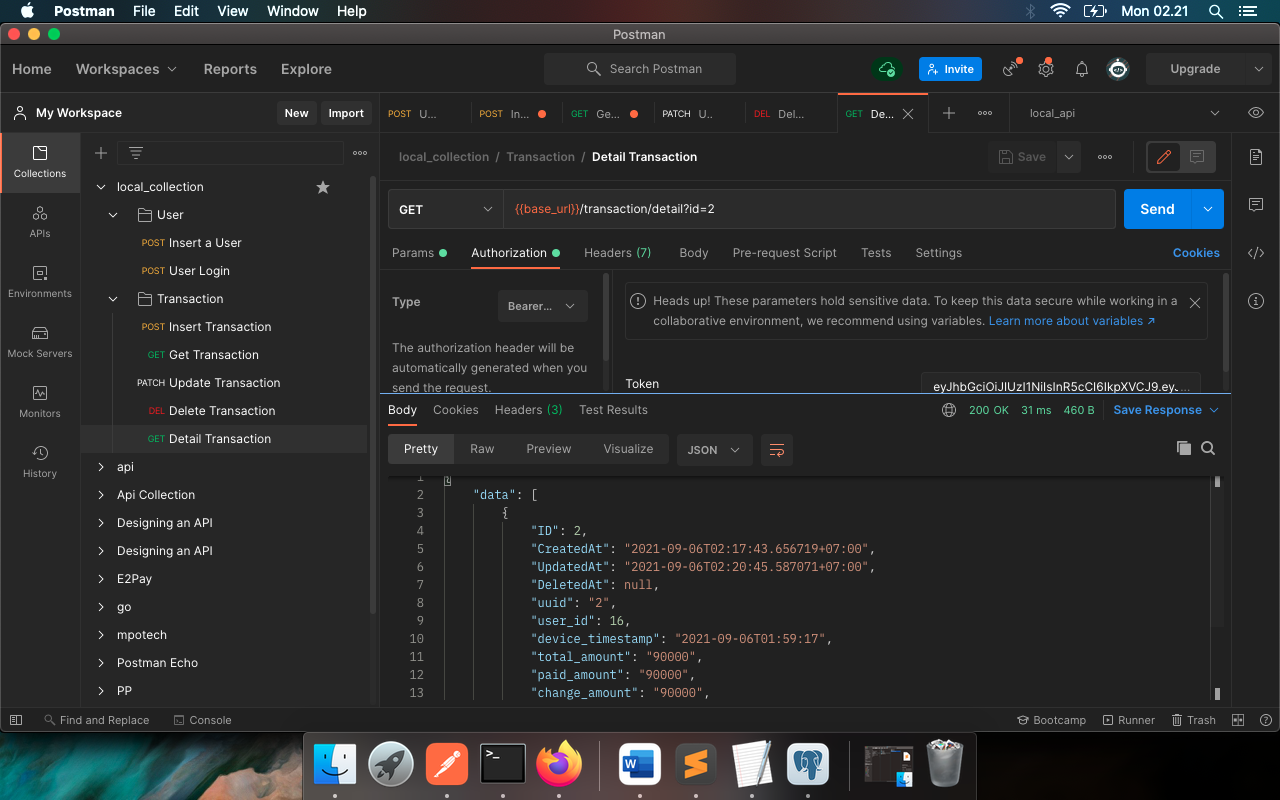 Postman File Edit View Window Help Mon 02.21
Postman
Home Workspaces Reports Explore Search Postman Invite Upgrade
My Workspace New Import
POST U... POST In... GET Ge... PATCH U.. DEL Del... GET De... local_api
local_collection / Transaction / Detail Transaction Save
Collections
APIs
Environments
Mock Servers
Monitors
History
local_collection
User
POST Insert a User
POST User Login
Transaction
POST Insert Transaction
GET Get Transaction
PATCH Update Transaction
DEL Delete Transaction
GET Detail Transaction
api
Api Collection
Designing an API
Designing an API
E2Pay
go
mpotech
Postman Echo
PP
GET {{base_url}}/transaction/detail?id=2 Send
Params Authorization Headers (7) Body Pre-request Script Tests Settings Cookies
Type Bearer...
The authorization header will be
automatically generated when you
send the request.
Heads up! These parameters hold sensitive data. To keep this data secure while working in a
collaborative environment, we recommend using variables. Learn more about variables ↗
Token
Body Cookies Headers (3) Test Results 200 OK 31 ms 460 B Save Response
Pretty Raw Preview Visualize JSON
1 {
2 "data": [
3 {
4 "ID": 2,
5 "CreatedAt": "2021-09-06T02:17:43.656719+07:00",
6 "UpdatedAt": "2021-09-06T02:20:45.587071+07:00",
7 "DeletedAt": null,
8 "uuid": "2",
9 "user_id": 16,
10 "device_timestamp": "2021-09-06T01:59:17",
11 "total_amount": "90000",
12 "paid_amount": "90000",
13 "change_amount": "90000",
Find and Replace Console Bootcamp Runner Trash